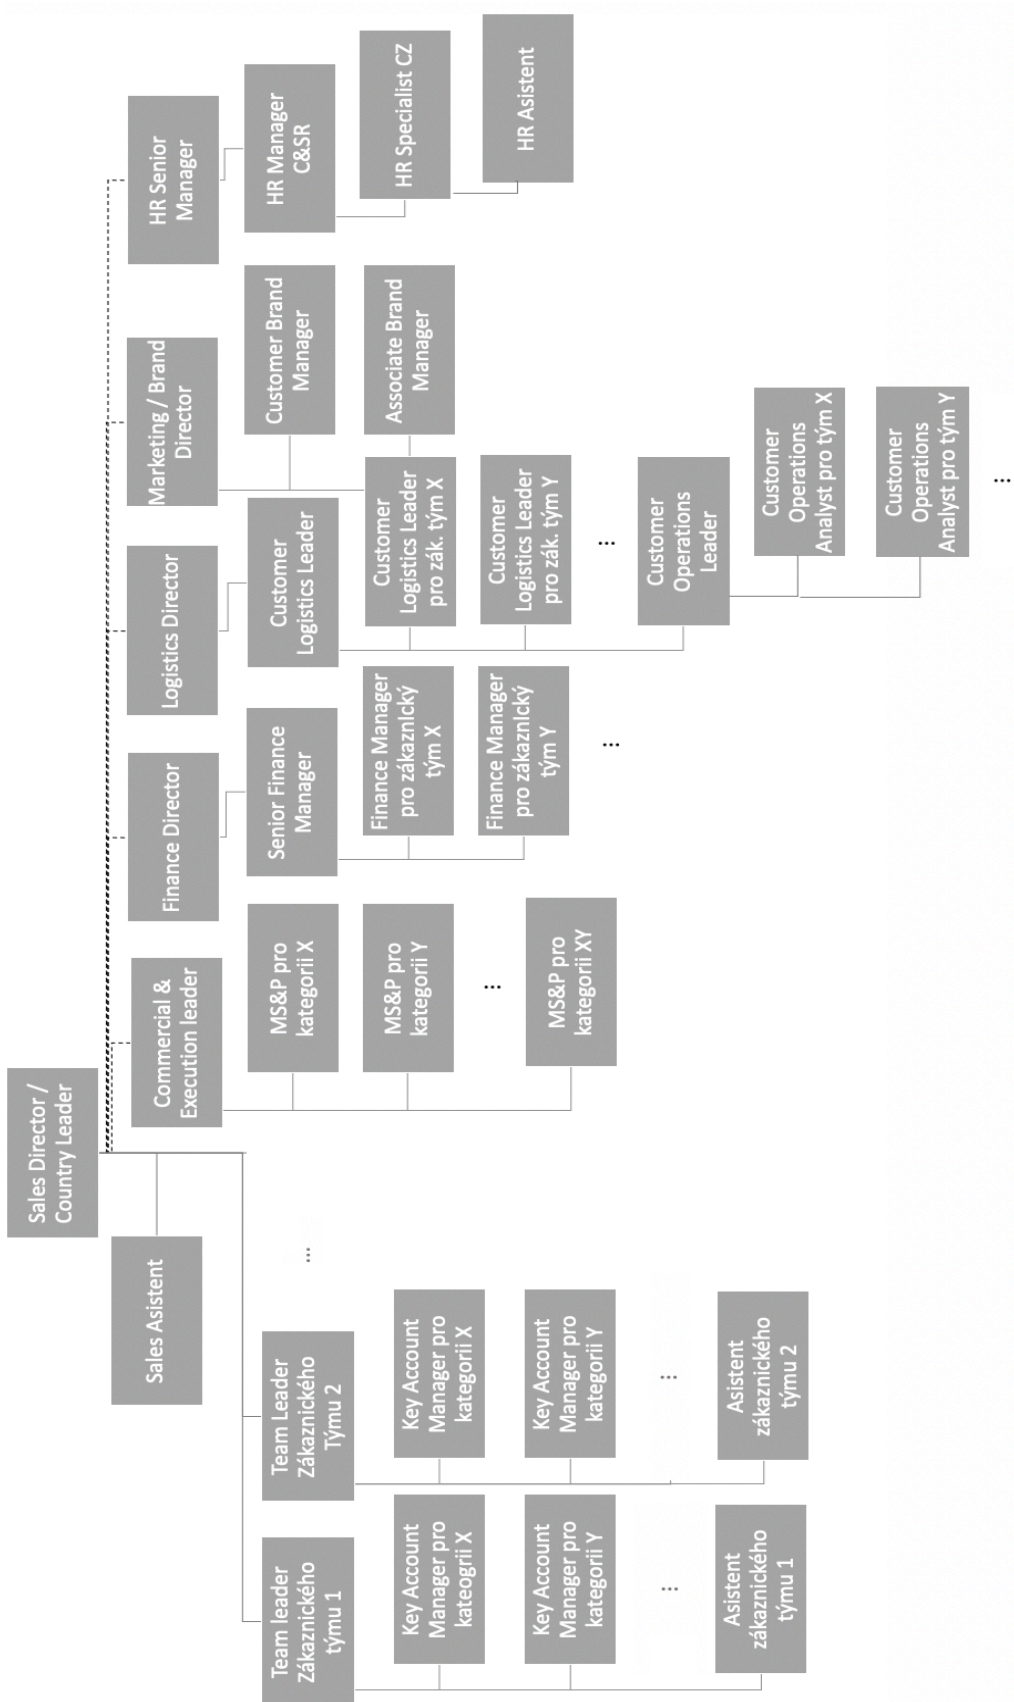 Sales Director /
Country Leader
Sales Asistent
Team leader
Zákaznického
týmu 1
Key Account
Manager pro
kateogrii X
Key Account
Manager pro
kategorii Y
...
Asistent
zákaznického
týmu 1
Team Leader
Zákaznického
Týmu 2
Key Account
Manager pro
kategorii X
Key Account
Manager pro
kategorii Y
...
Asistent
zákaznického
týmu 2
...
Commercial &
Execution leader
MS&P pro
kategorii X
MS&P pro
kategorii Y
...
MS&P pro
kategorii XY
Finance Director
Senior Finance
Manager
Finance Manager
pro zákaznlcký
tým X
Finance Manager
pro zákaznický
tým Y
...
Logistics Director
Customer
Logistics Leader
Customer
Logistics Leader
pro zák. tým X
Customer
Logistics Leader
pro zák. tým Y
...
Customer
Operations
Leader
Customer
Operations
Analyst pro tým X
Customer
Operations
Analyst pro tým Y
...
Marketing / Brand
Director
Customer Brand
Manager
Associate Brand
Manager
HR Senior
Manager
HR Manager
C&SR
HR Specialist CZ
HR Asistent